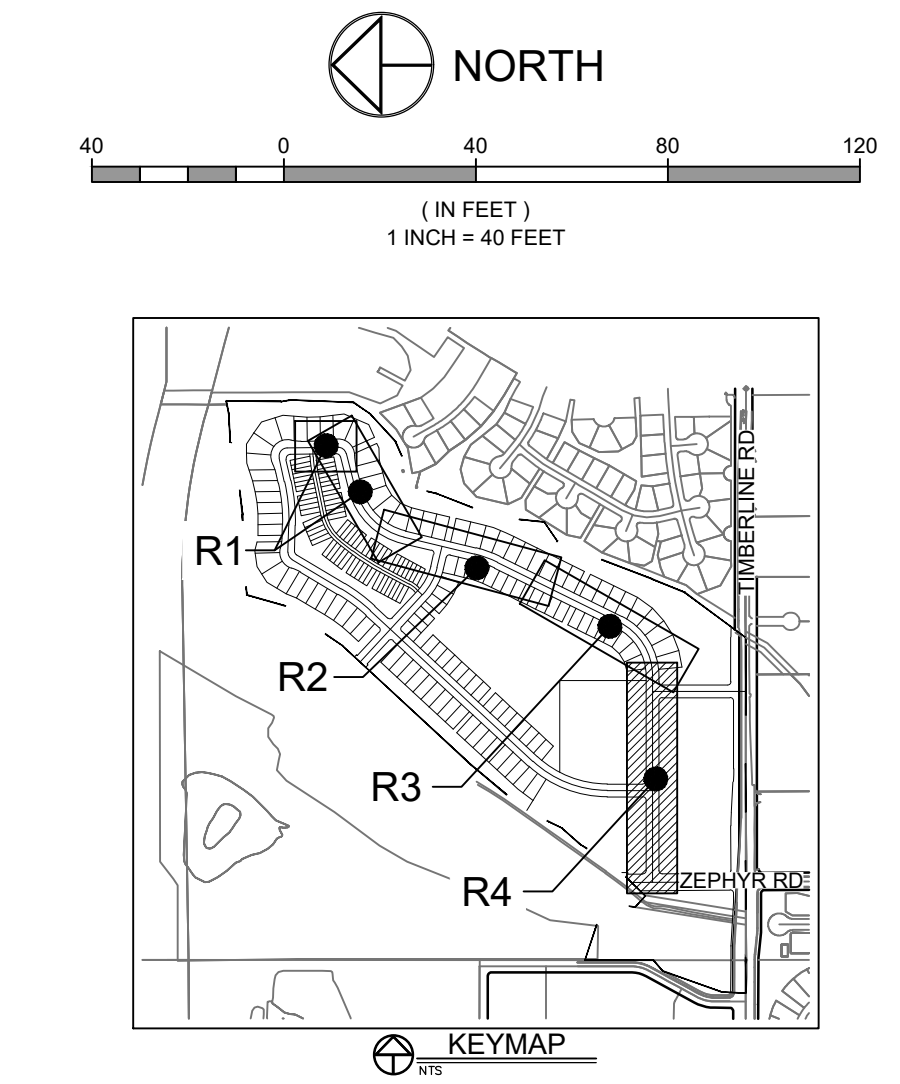 NORTH
40 0 40 80 120
( IN FEET )
1 INCH = 40 FEET
TIMBERLINE RD
R1
R2
R3
R4
ZEPHYR RD
KEYMAP
NTS